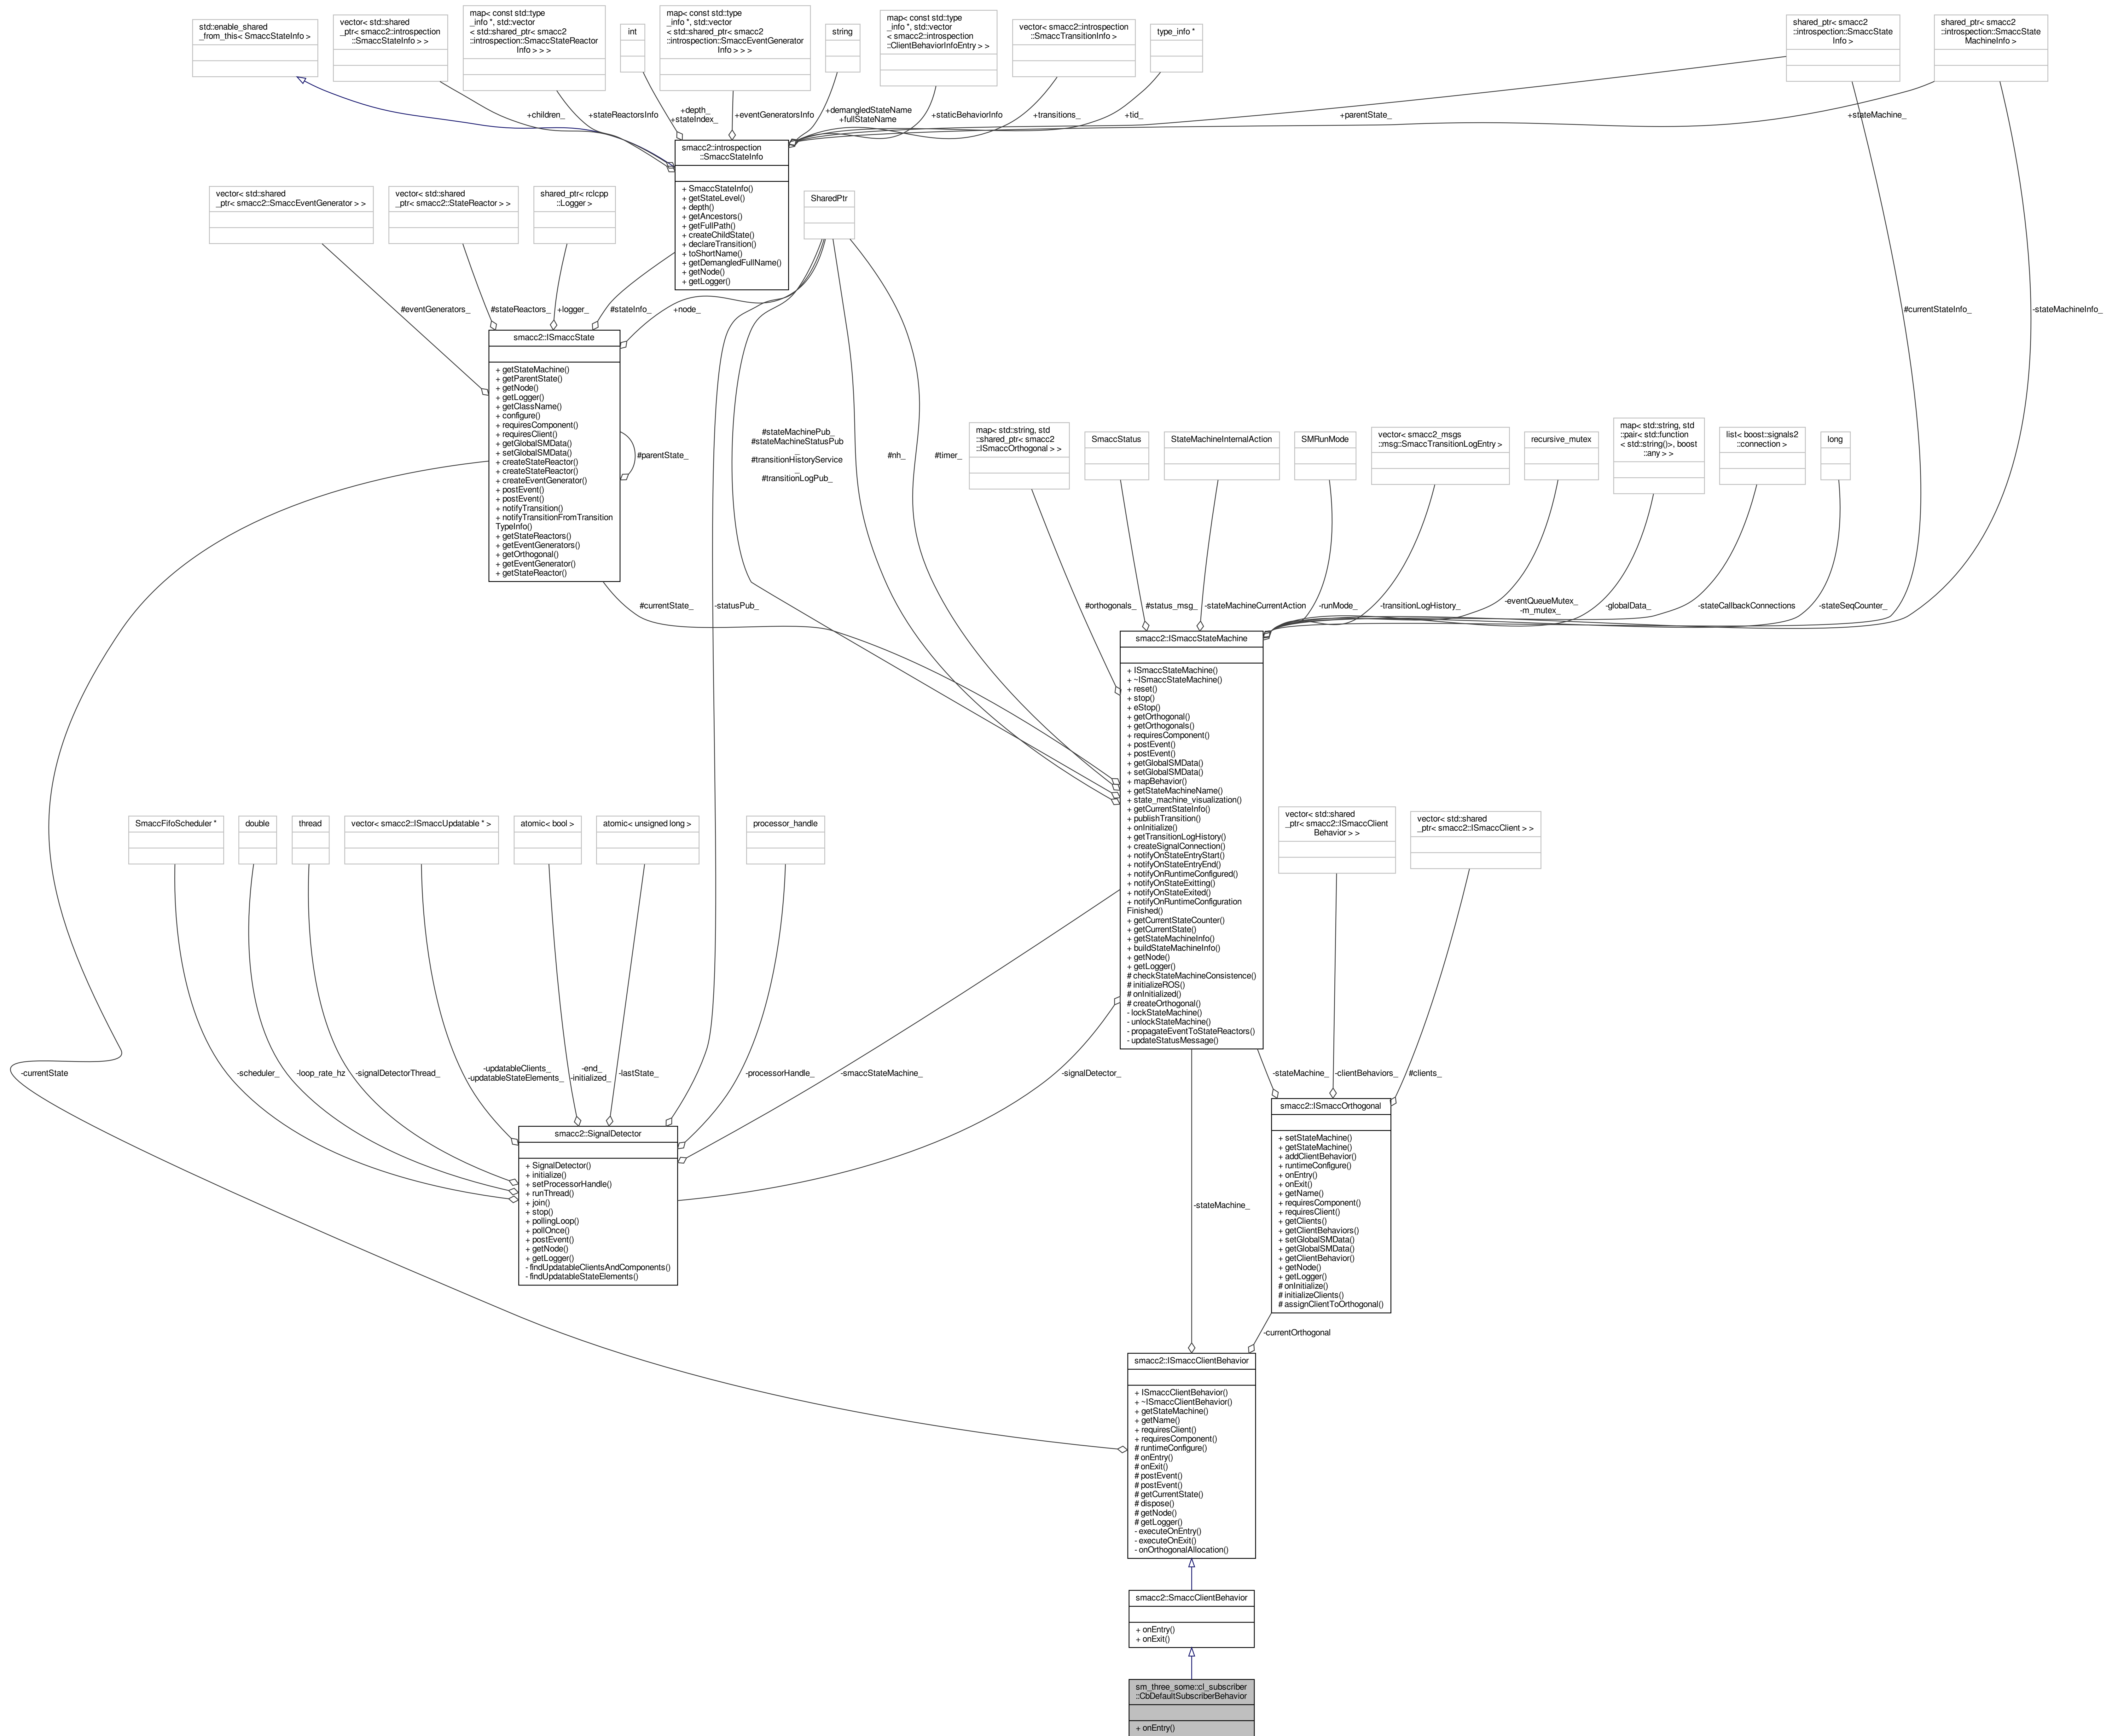 std::enable_shared
_from_this< SmaccStateInfo >
vector< std::shared
_ptr< smacc2::introspection
::SmaccStateInfo > >
map< const std::type
_info *, std::vector
< std::shared_ptr< smacc2
::introspection::SmaccStateReactor
Info > > >
int
map< const std::type
_info *, std::vector
< std::shared_ptr< smacc2
::introspection::SmaccEventGenerator
Info > > >
string
map< const std::type
_info *, std::vector
< smacc2::introspection
::ClientBehaviorInfoEntry > >
vector< smacc2::introspection
::SmaccTransitionInfo >
type_info *
shared_ptr< smacc2
::introspection::SmaccState
Info >
shared_ptr< smacc2
::introspection::SmaccState
MachineInfo >
+children_
+stateReactorsInfo
+depth_
+stateIndex_
+eventGeneratorsInfo
+demangledStateName
+fullStateName
+staticBehaviorInfo
+transitions_
+tid_
+parentState_
+stateMachine_
smacc2::introspection
::SmaccStateInfo
+ SmaccStateInfo()
+ getStateLevel()
+ depth()
+ getAncestors()
+ getFullPath()
+ createChildState()
+ declareTransition()
+ toShortName()
+ getDemangledFullName()
+ getNode()
+ getLogger()
vector< std::shared
_ptr< smacc2::SmaccEventGenerator > >
vector< std::shared
_ptr< smacc2::StateReactor > >
shared_ptr< rclcpp
::Logger >
SharedPtr
#eventGenerators_
#stateReactors_
+logger_
#stateInfo_
+node_
#currentStateInfo_
-stateMachineInfo_
smacc2::ISmaccState
+ getStateMachine()
+ getParentState()
+ getNode()
+ getLogger()
+ getClassName()
+ configure()
+ requiresComponent()
+ requiresClient()
+ getGlobalSMData()
+ setGlobalSMData()
+ createStateReactor()
+ createStateReactor()
+ createEventGenerator()
+ postEvent()
+ postEvent()
+ notifyTransition()
+ notifyTransitionFromTransition
TypeInfo()
+ getStateReactors()
+ getEventGenerators()
+ getOrthogonal()
+ getEventGenerator()
+ getStateReactor()
#parentState_
#stateMachinePub_
#stateMachineStatusPub
_
#transitionHistoryService
_
#transitionLogPub_
#nh_
#timer_
map< std::string, std
::shared_ptr< smacc2
::ISmaccOrthogonal > >
SmaccStatus
StateMachineInternalAction
SMRunMode
vector< smacc2_msgs
::msg::SmaccTransitionLogEntry >
recursive_mutex
map< std::string, std
::pair< std::function
< std::string()>, boost
::any > >
list< boost::signals2
::connection >
long
#currentState_
-statusPub_
#orthogonals_
#status_msg_
-stateMachineCurrentAction
-runMode_
-transitionLogHistory_
-eventQueueMutex_
-m_mutex_
-globalData_
-stateCallbackConnections
-stateSeqCounter_
smacc2::ISmaccStateMachine
+ ISmaccStateMachine()
+ ~ISmaccStateMachine()
+ reset()
+ stop()
+ eStop()
+ getOrthogonal()
+ getOrthogonals()
+ requiresComponent()
+ postEvent()
+ postEvent()
+ getGlobalSMData()
+ setGlobalSMData()
+ mapBehavior()
+ getStateMachineName()
+ state_machine_visualization()
+ getCurrentStateInfo()
+ publishTransition()
+ onInitialize()
+ getTransitionLogHistory()
+ createSignalConnection()
+ notifyOnStateEntryStart()
+ notifyOnStateEntryEnd()
+ notifyOnRuntimeConfigured()
+ notifyOnStateExitting()
+ notifyOnStateExited()
+ notifyOnRuntimeConfiguration
Finished()
+ getCurrentStateCounter()
+ getCurrentState()
+ getStateMachineInfo()
+ buildStateMachineInfo()
+ getNode()
+ getLogger()
# checkStateMachineConsistence()
# initializeROS()
# onInitialized()
# createOrthogonal()
- lockStateMachine()
- unlockStateMachine()
- propagateEventToStateReactors()
- updateStatusMessage()
SmaccFifoScheduler *
double
thread
vector< smacc2::ISmaccUpdatable * >
atomic< bool >
atomic< unsigned long >
processor_handle
vector< std::shared
_ptr< smacc2::ISmaccClient
Behavior > >
vector< std::shared
_ptr< smacc2::ISmaccClient > >
-currentState
-scheduler_
-loop_rate_hz
-signalDetectorThread_
-updatableClients_
-updatableStateElements_
-end_
-initialized_
-lastState_
-processorHandle_
-smaccStateMachine_
-signalDetector_
-stateMachine_
-clientBehaviors_
#clients_
smacc2::SignalDetector
+ SignalDetector()
+ initialize()
+ setProcessorHandle()
+ runThread()
+ join()
+ stop()
+ pollingLoop()
+ pollOnce()
+ postEvent()
+ getNode()
+ getLogger()
- findUpdatableClientsAndComponents()
- findUpdatableStateElements()
smacc2::ISmaccOrthogonal
+ setStateMachine()
+ getStateMachine()
+ addClientBehavior()
+ runtimeConfigure()
+ onEntry()
+ onExit()
+ getName()
+ requiresComponent()
+ requiresClient()
+ getClients()
+ getClientBehaviors()
+ setGlobalSMData()
+ getGlobalSMData()
+ getClientBehavior()
+ getNode()
+ getLogger()
# onInitialize()
# initializeClients()
# assignClientToOrthogonal()
-stateMachine_
-currentOrthogonal
smacc2::ISmaccClientBehavior
+ ISmaccClientBehavior()
+ ~ISmaccClientBehavior()
+ getStateMachine()
+ getName()
+ requiresClient()
+ requiresComponent()
# runtimeConfigure()
# onEntry()
# onExit()
# postEvent()
# postEvent()
# getCurrentState()
# dispose()
# getNode()
# getLogger()
- executeOnEntry()
- executeOnExit()
- onOrthogonalAllocation()
smacc2::SmaccClientBehavior
+ onEntry()
+ onExit()
sm_three_some::cl_subscriber
::CbDefaultSubscriberBehavior
+ onEntry()